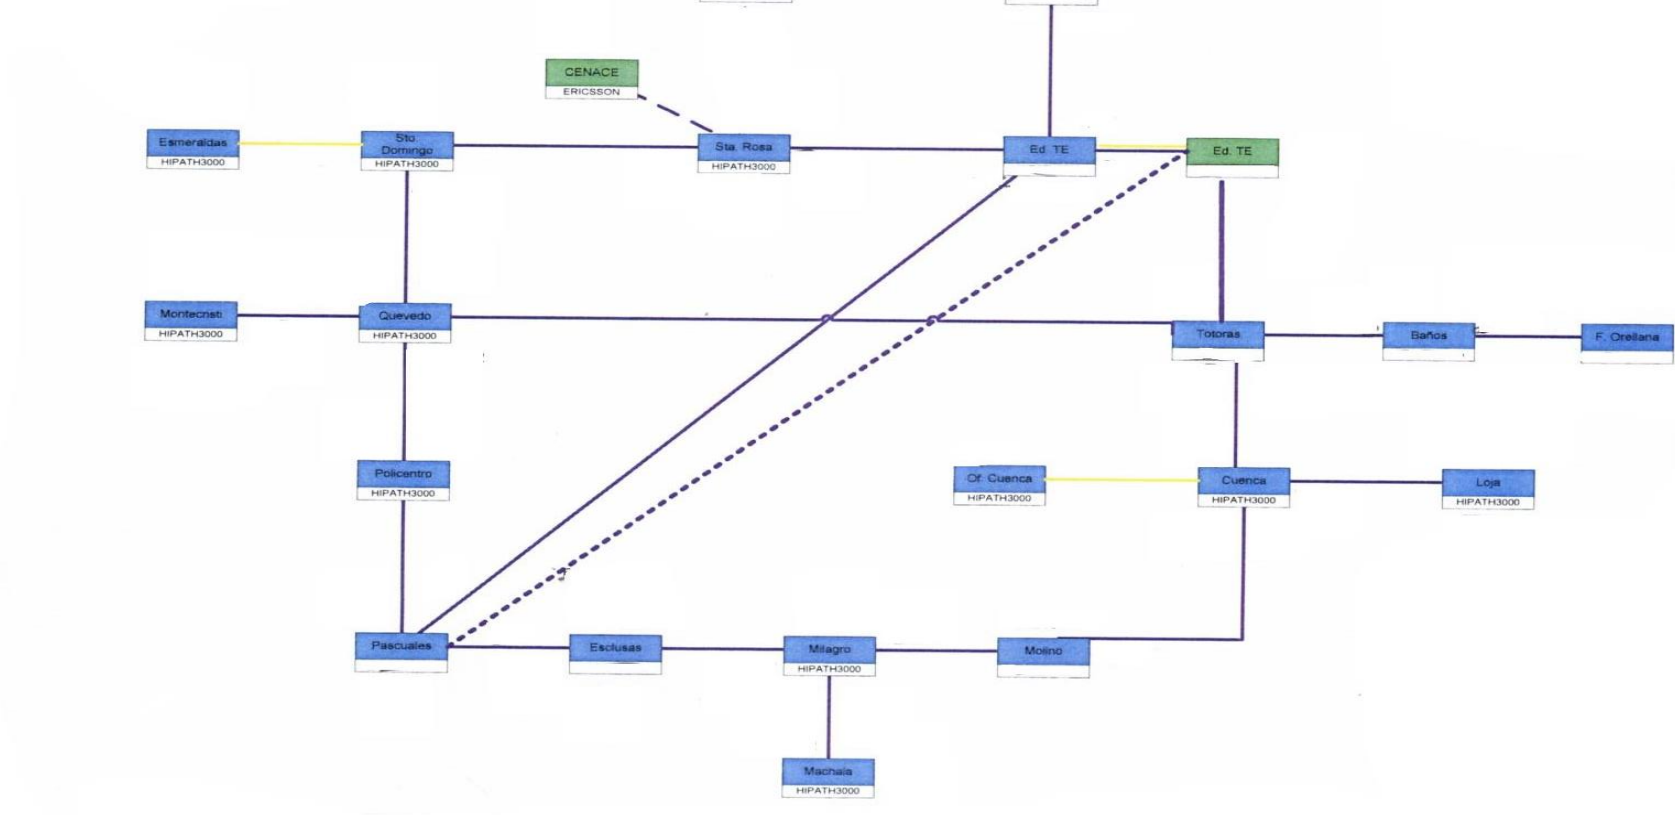 CENACE
ERICSSON
Esmeraldas
HIPATH3000
Sto.
Domingo
HIPATH3000
Sta. Rosa
HIPATH3000
Ed. TE
Ed. TE
Montecristi
HIPATH3000
Quevedo
HIPATH3000
Totoras
Baños
F. Orellana
Policentro
HIPATH3000
Of. Cuenca
HIPATH3000
Cuenca
HIPATH3000
Loja
HIPATH3000
Pascuales
Esclusas
Milagro
HIPATH3000
Molino
Machala
HIPATH3000